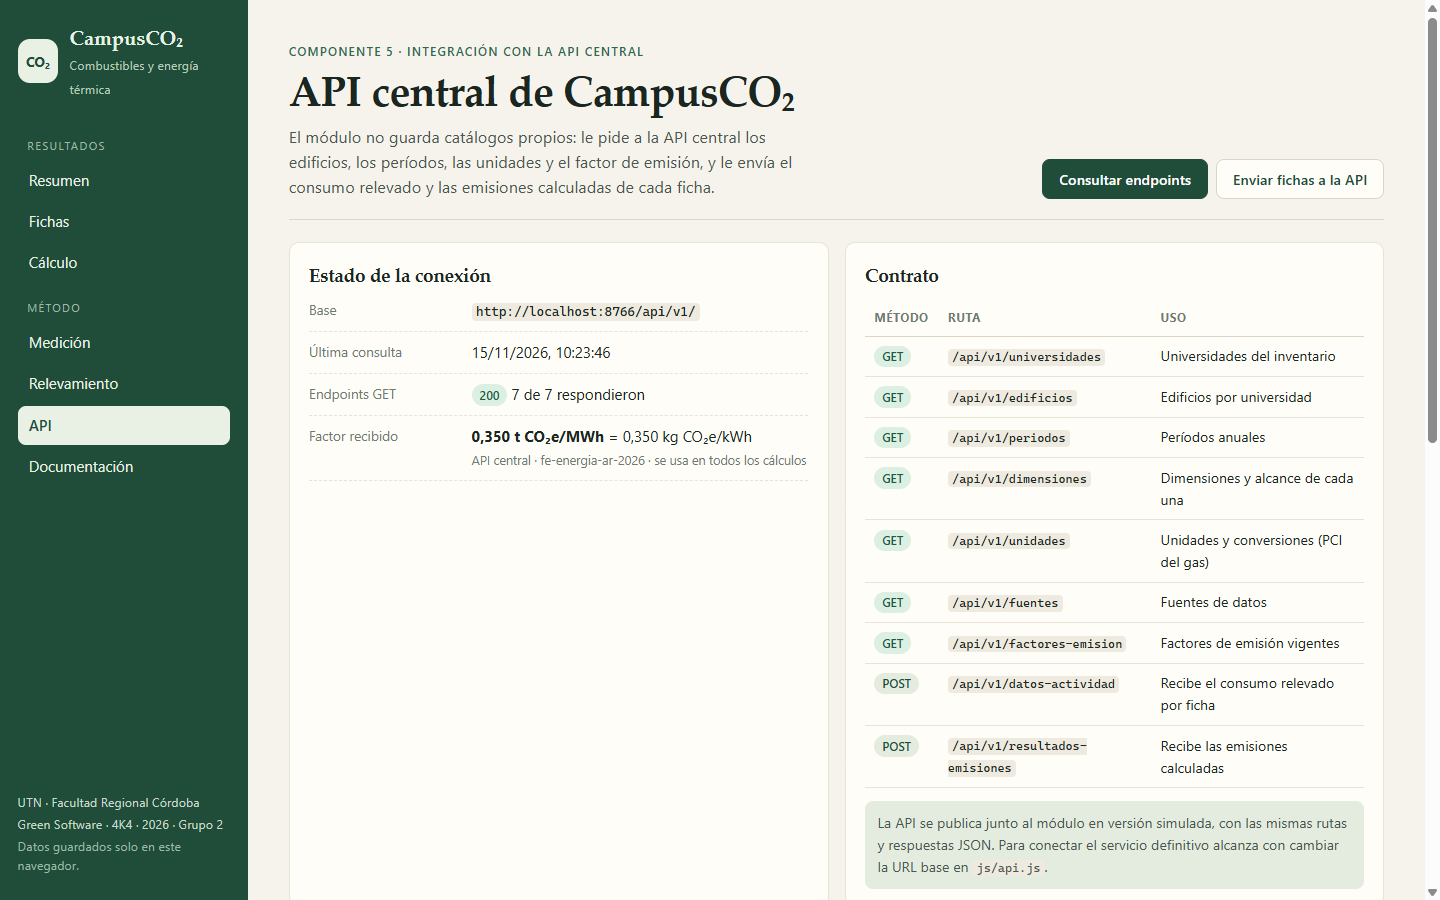 CO₂
CampusCO₂
Combustibles y energía
térmica
RESULTADOS
Resumen
Fichas
Cálculo
MÉTODO
Medición
Relevamiento
API
Documentación
UTN · Facultad Regional Córdoba
Green Software · 4K4 · 2026 · Grupo 2
Datos guardados solo en este
navegador.
COMPONENTE 5 · INTEGRACIÓN CON LA API CENTRAL
API central de CampusCO₂
El módulo no guarda catálogos propios: le pide a la API central los
edificios, los períodos, las unidades y el factor de emisión, y le envía el
consumo relevado y las emisiones calculadas de cada ficha.
Consultar endpoints
Enviar fichas a la API
Estado de la conexión
Base http://localhost:8766/api/v1/
Última consulta 15/11/2026, 10:23:46
Endpoints GET 200 7 de 7 respondieron
Factor recibido 0,350 t CO₂e/MWh = 0,350 kg CO₂e/kWh
API central · fe-energia-ar-2026 · se usa en todos los cálculos
Contrato
MÉTODO RUTA USO
GET /api/v1/universidades Universidades del inventario
GET /api/v1/edificios Edificios por universidad
GET /api/v1/periodos Períodos anuales
GET /api/v1/dimensiones Dimensiones y alcance de cada
una
GET /api/v1/unidades Unidades y conversiones (PCI
del gas)
GET /api/v1/fuentes Fuentes de datos
GET /api/v1/factores-emision Factores de emisión vigentes
POST /api/v1/datos-actividad Recibe el consumo relevado
por ficha
POST /api/v1/resultados- Recibe las emisiones
emisiones calculadas
La API se publica junto al módulo en versión simulada, con las mismas rutas
y respuestas JSON. Para conectar el servicio definitivo alcanza con cambiar
la URL base en js/api.js.